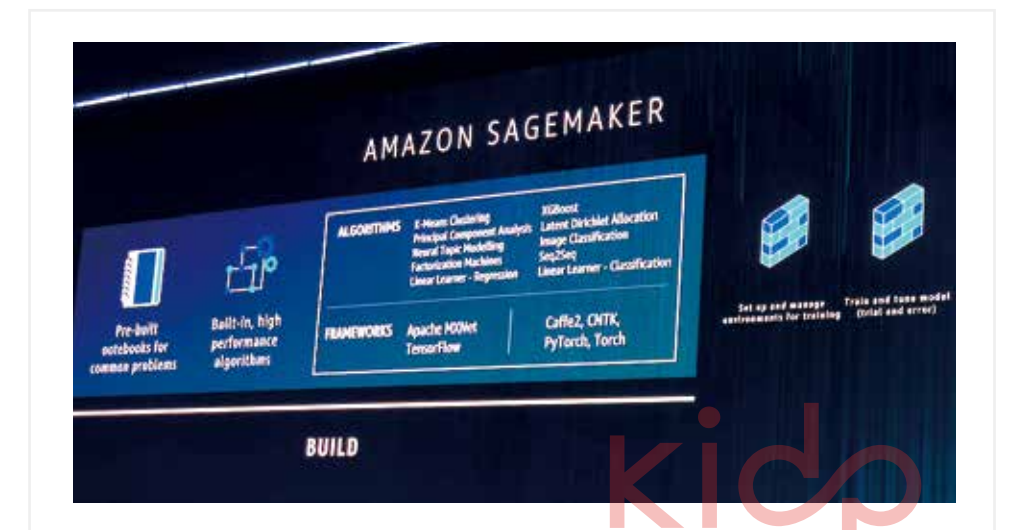 AMAZON SAGEMAKER
ALGORITHMS
K-Means Clustering
Principal Component Analysis
Neural Topic Modelling
Factorization Machines
Linear Learner - Regression
XGBoost
Latent Dirichlet Allocation
Image Classification
Seq2Seq
Linear Learner - Classification
FRAMEWORKS
Apache MXNet
TensorFlow
Caffe2, CNTK,
PyTorch, Torch
Pre-built
notebooks for
common problems
Built-in, high
performance
algorithms
Set up and manage
environments for training
Train and tune model
(trial and error)
BUILD
kidp